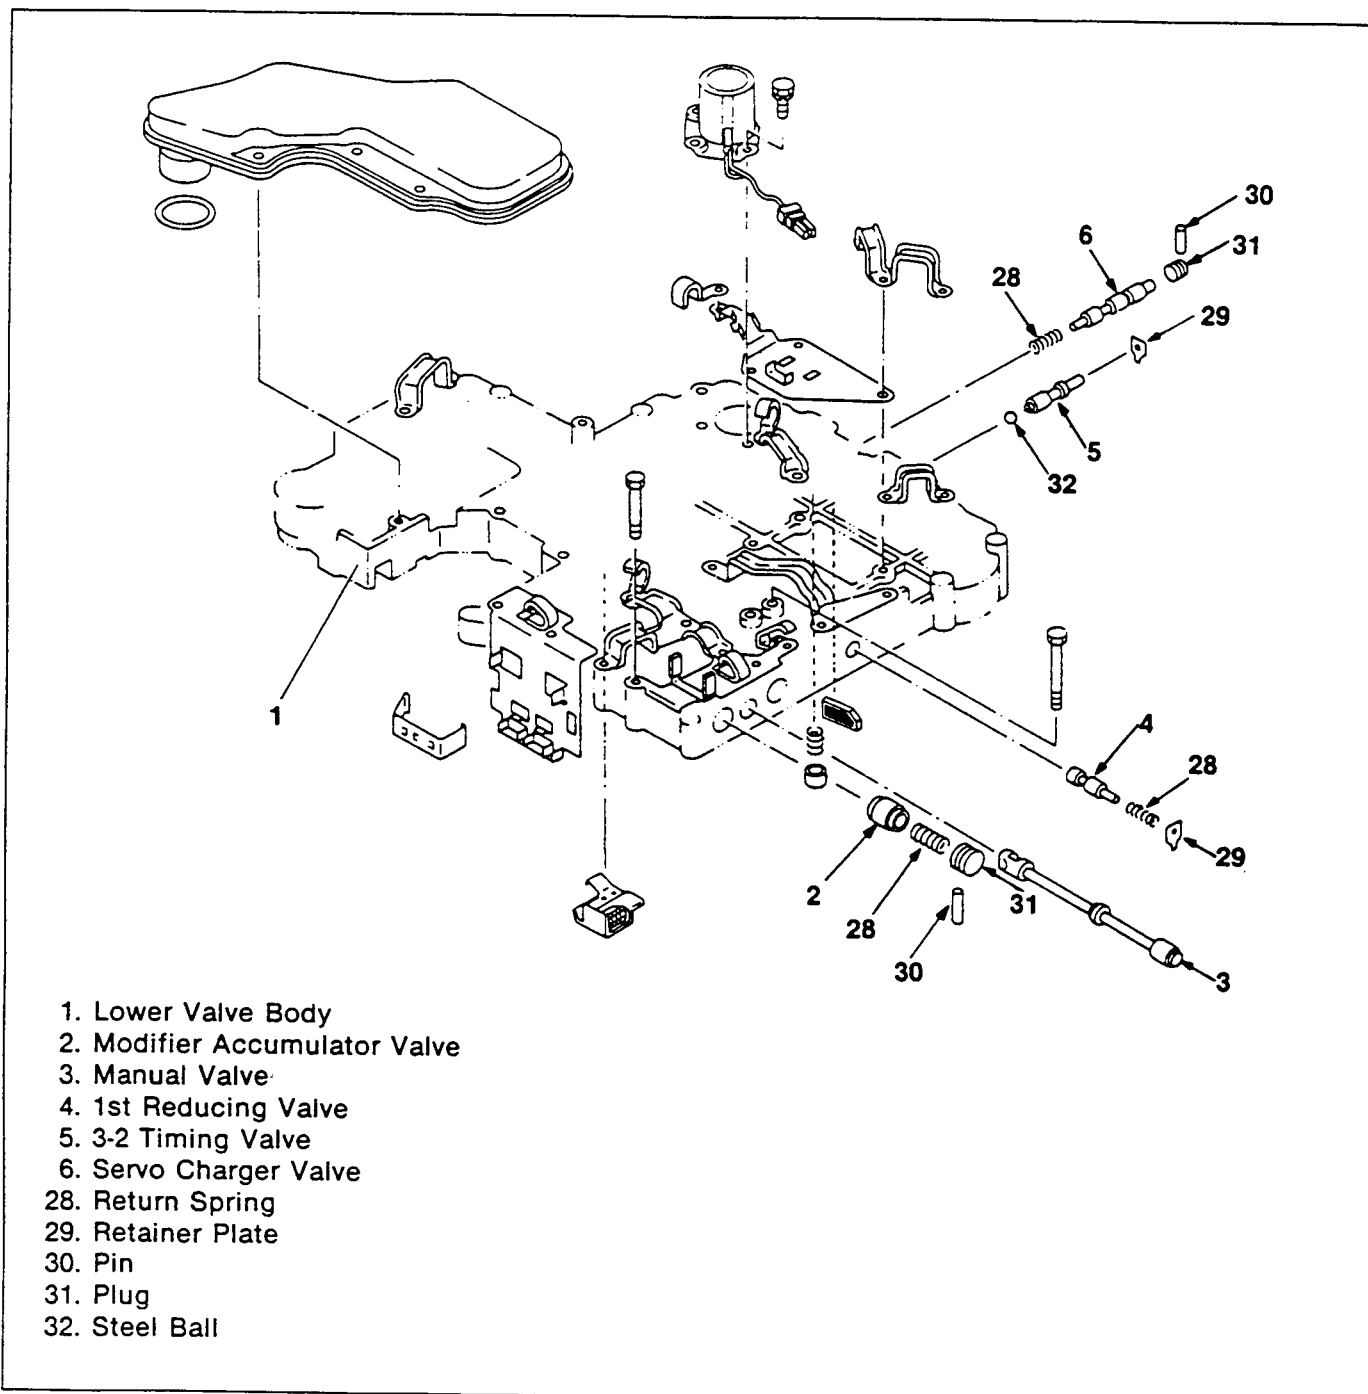 30
6
31
28
29
5
32
1
4
28
29
2
31
28
30
3
1. Lower Valve Body
2. Modifier Accumulator Valve
3. Manual Valve
4. 1st Reducing Valve
5. 3-2 Timing Valve
6. Servo Charger Valve
28. Return Spring
29. Retainer Plate
30. Pin
31. Plug
32. Steel Ball